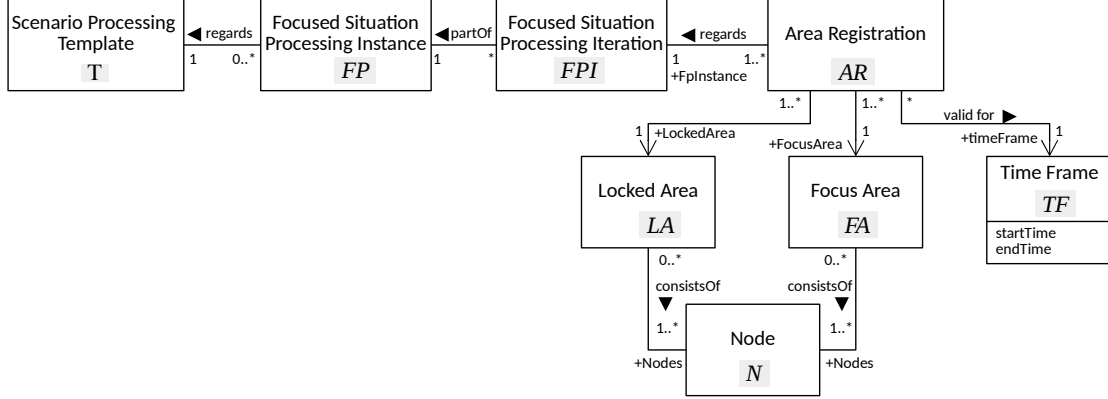 Scenario Processing
Template
T
regards
1
0..*
Focused Situation
Processing Instance
FP
partOf
1
*
Focused Situation
Processing Iteration
FPI
regards
1
1..*
+FpInstance
Area Registration
AR
1..*
1..*
*
1
+LockedArea
+FocusArea
1
valid for
+timeFrame
1
Locked Area
LA
Focus Area
FA
Time Frame
TF
startTime
endTime
0..*
consistsOf
1..*
+Nodes
0..*
consistsOf
1..*
+Nodes
Node
N